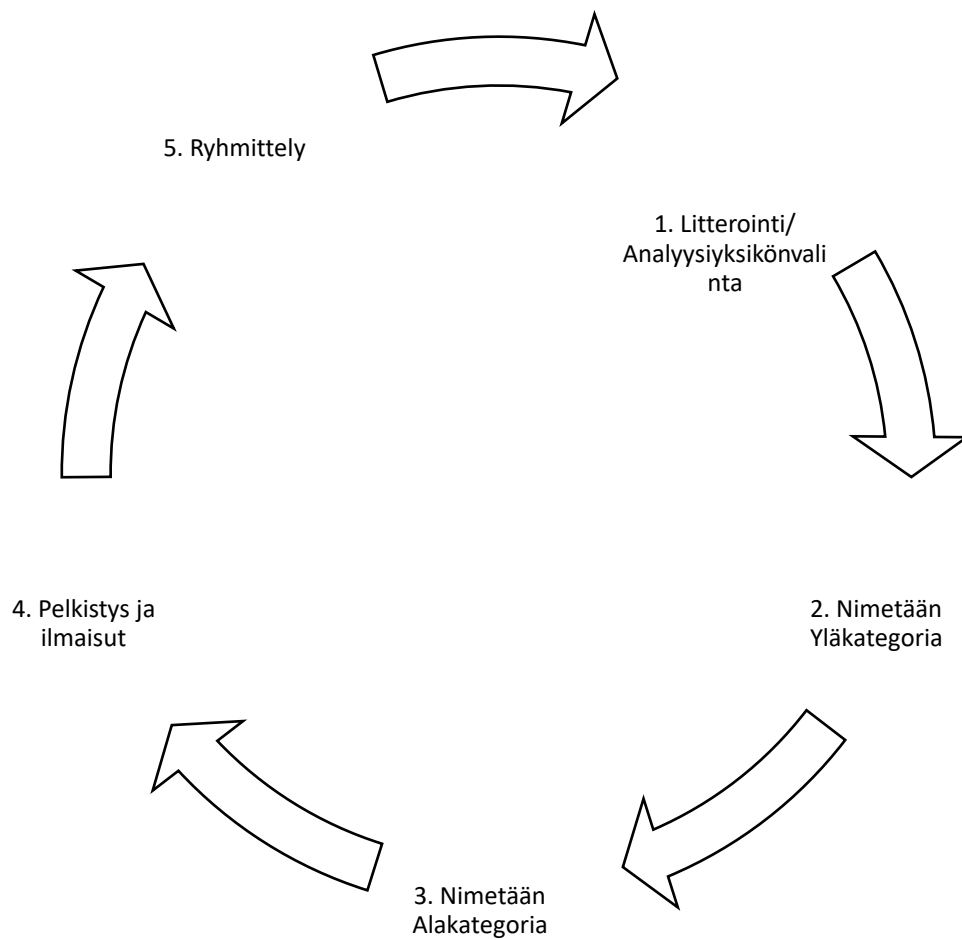 5. Ryhmittely
1. Litterointi/
Analyysiyksikönvali
nta
4. Pelkistys ja
ilmaisut
2. Nimetään
Yläkategoria
3. Nimetään
Alakategoria